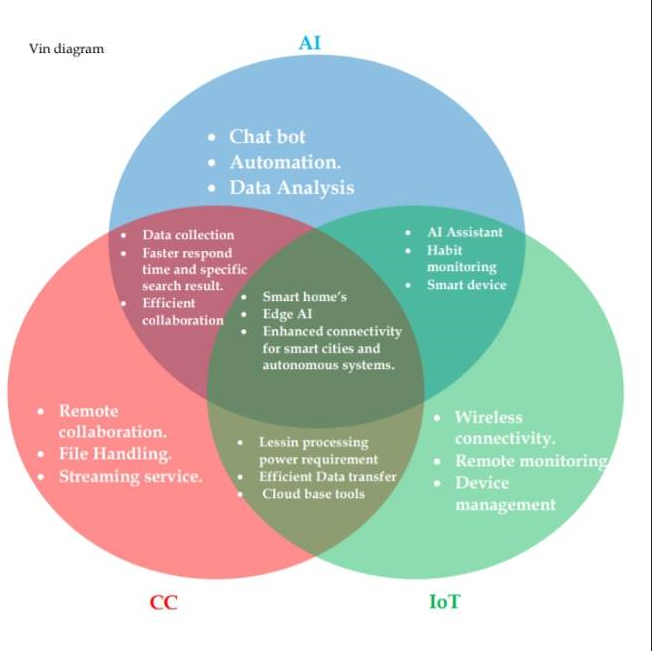 AI
Vin diagram
• Chat bot
• Automation.
• Data Analysis
• Data collection
• Faster respond
time and specific
search result.
• Efficient
collaboration
• AI Assistant
• Habit
monitoring
• Smart device
• Smart home's
• Edge AI
• Enhanced connectivity
for smart cities and
autonomous systems.
• Remote
collaboration.
• File Handling.
• Streaming service.
• Lessin processing
power requirement
• Efficient Data transfer
• Cloud base tools
• Wireless
connectivity.
• Remote monitoring
• Device
management
CC
IoT